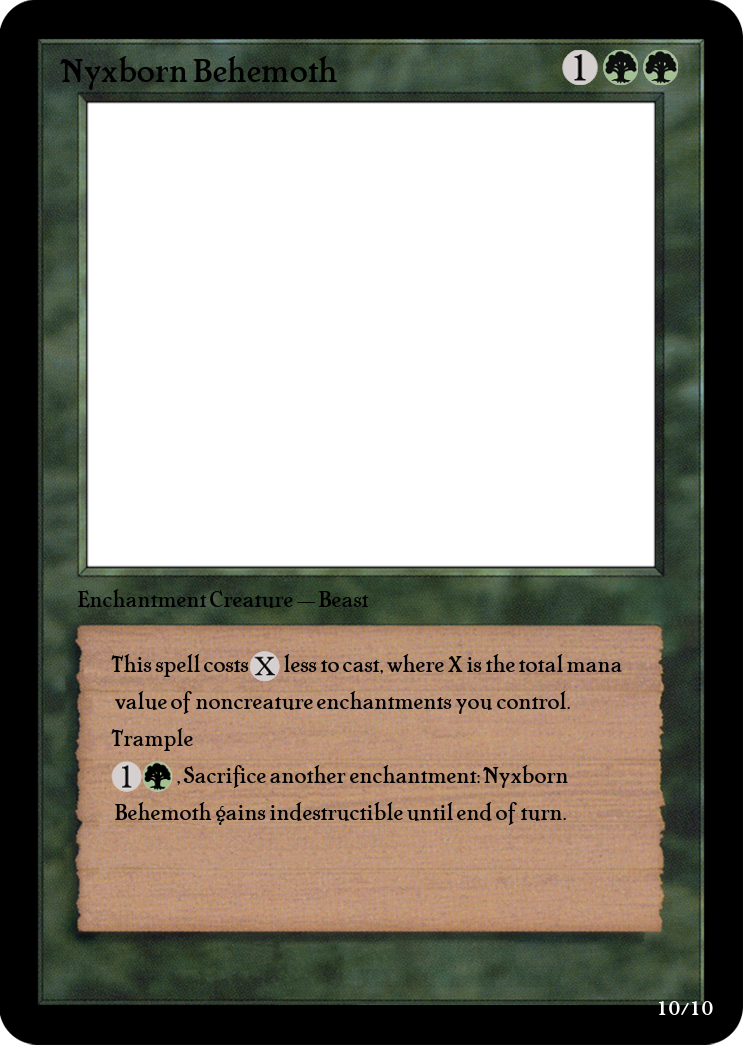 Nyxborn Behemoth 1
Enchantment Creature — Beast
This spell costs X less to cast, where X is the total mana
value of noncreature enchantments you control.
Trample
1 , Sacrifice another enchantment: Nyxborn
Behemoth gains indestructible until end of turn.
10/10